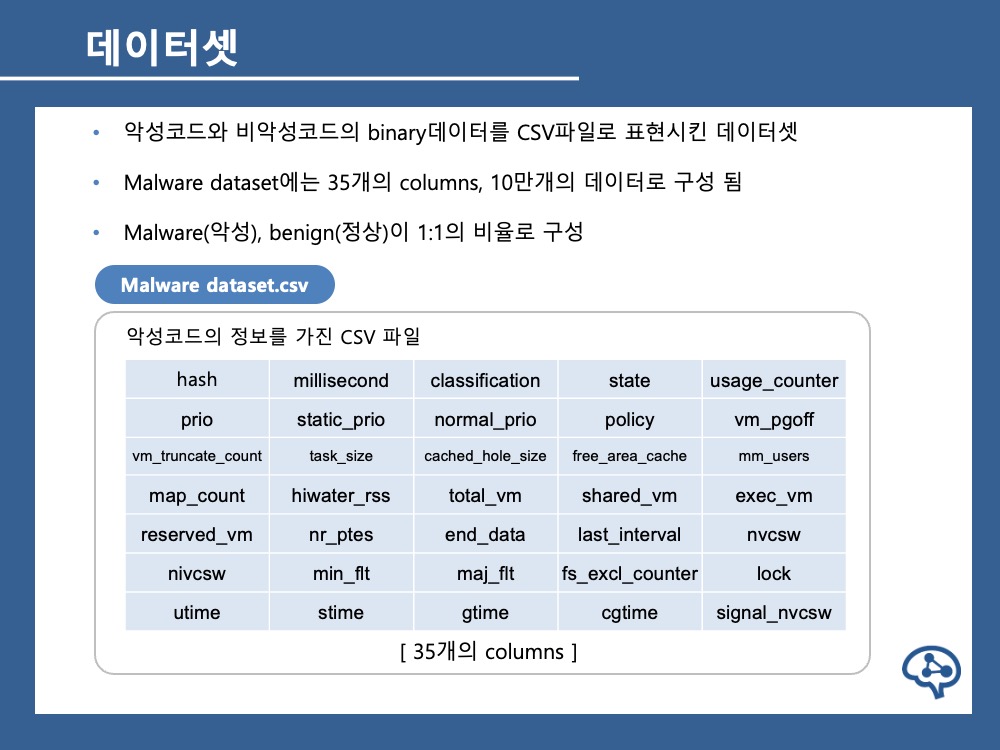 데이터셋
• 악성코드와 비악성코드의 binary데이터를 CSV파일로 표현시킨 데이터셋
• Malware dataset에는 35개의 columns, 10만개의 데이터로 구성 됨
• Malware(악성), benign(정상)이 1:1의 비율로 구성
Malware dataset.csv
악성코드의 정보를 가진 CSV 파일
hash millisecond classification state usage_counter
prio static_prio normal_prio policy vm_pgoff
vm_truncate_count task_size cached_hole_size free_area_cache mm_users
map_count hiwater_rss total_vm shared_vm exec_vm
reserved_vm nr_ptes end_data last_interval nvcsw
nivcsw min_flt maj_flt fs_excl_counter lock
utime stime gtime cgtime signal_nvcsw
[ 35개의 columns ]